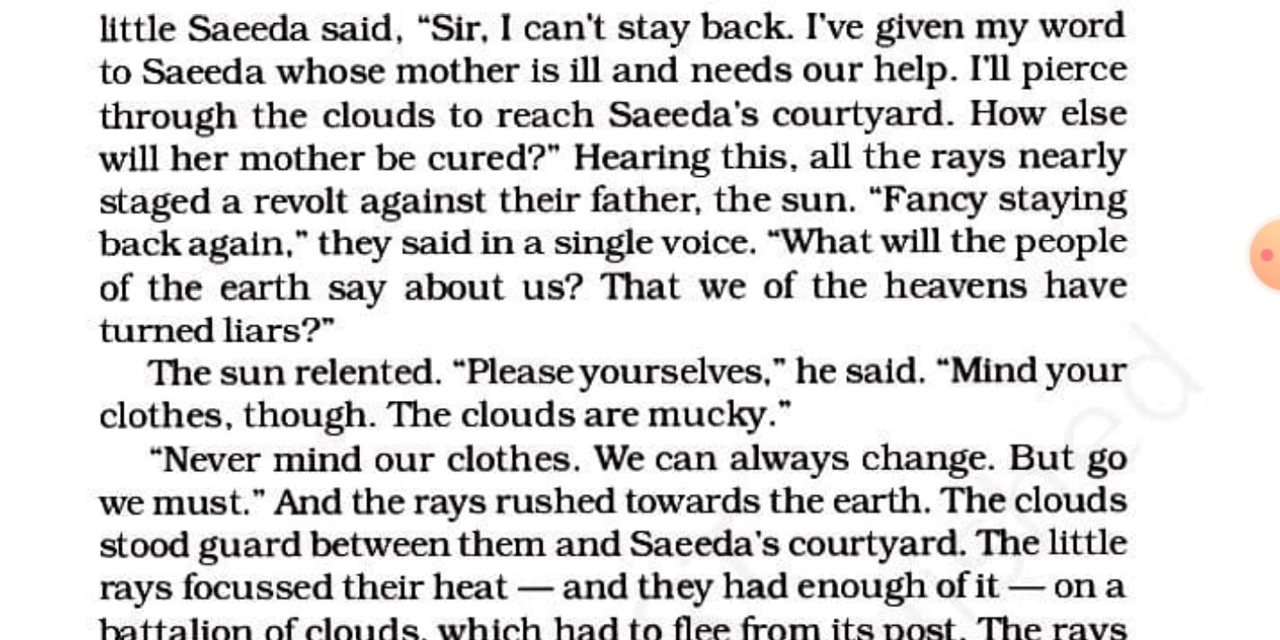 little Saeeda said, “Sir, I can't stay back. I've given my word
to Saeeda whose mother is ill and needs our help. I'll pierce
through the clouds to reach Saeeda's courtyard. How else
will her mother be cured?” Hearing this, all the rays nearly
staged a revolt against their father, the sun. “Fancy staying
back again,” they said in a single voice. “What will the people
of the earth say about us? That we of the heavens have
turned liars?”
The sun relented. “Please yourselves,” he said. “Mind your
clothes, though. The clouds are mucky.”
“Never mind our clothes. We can always change. But go
we must.” And the rays rushed towards the earth. The clouds
stood guard between them and Saeeda's courtyard. The little
rays focussed their heat — and they had enough of it — on a
battalion of clouds, which had to flee from its post. The rays